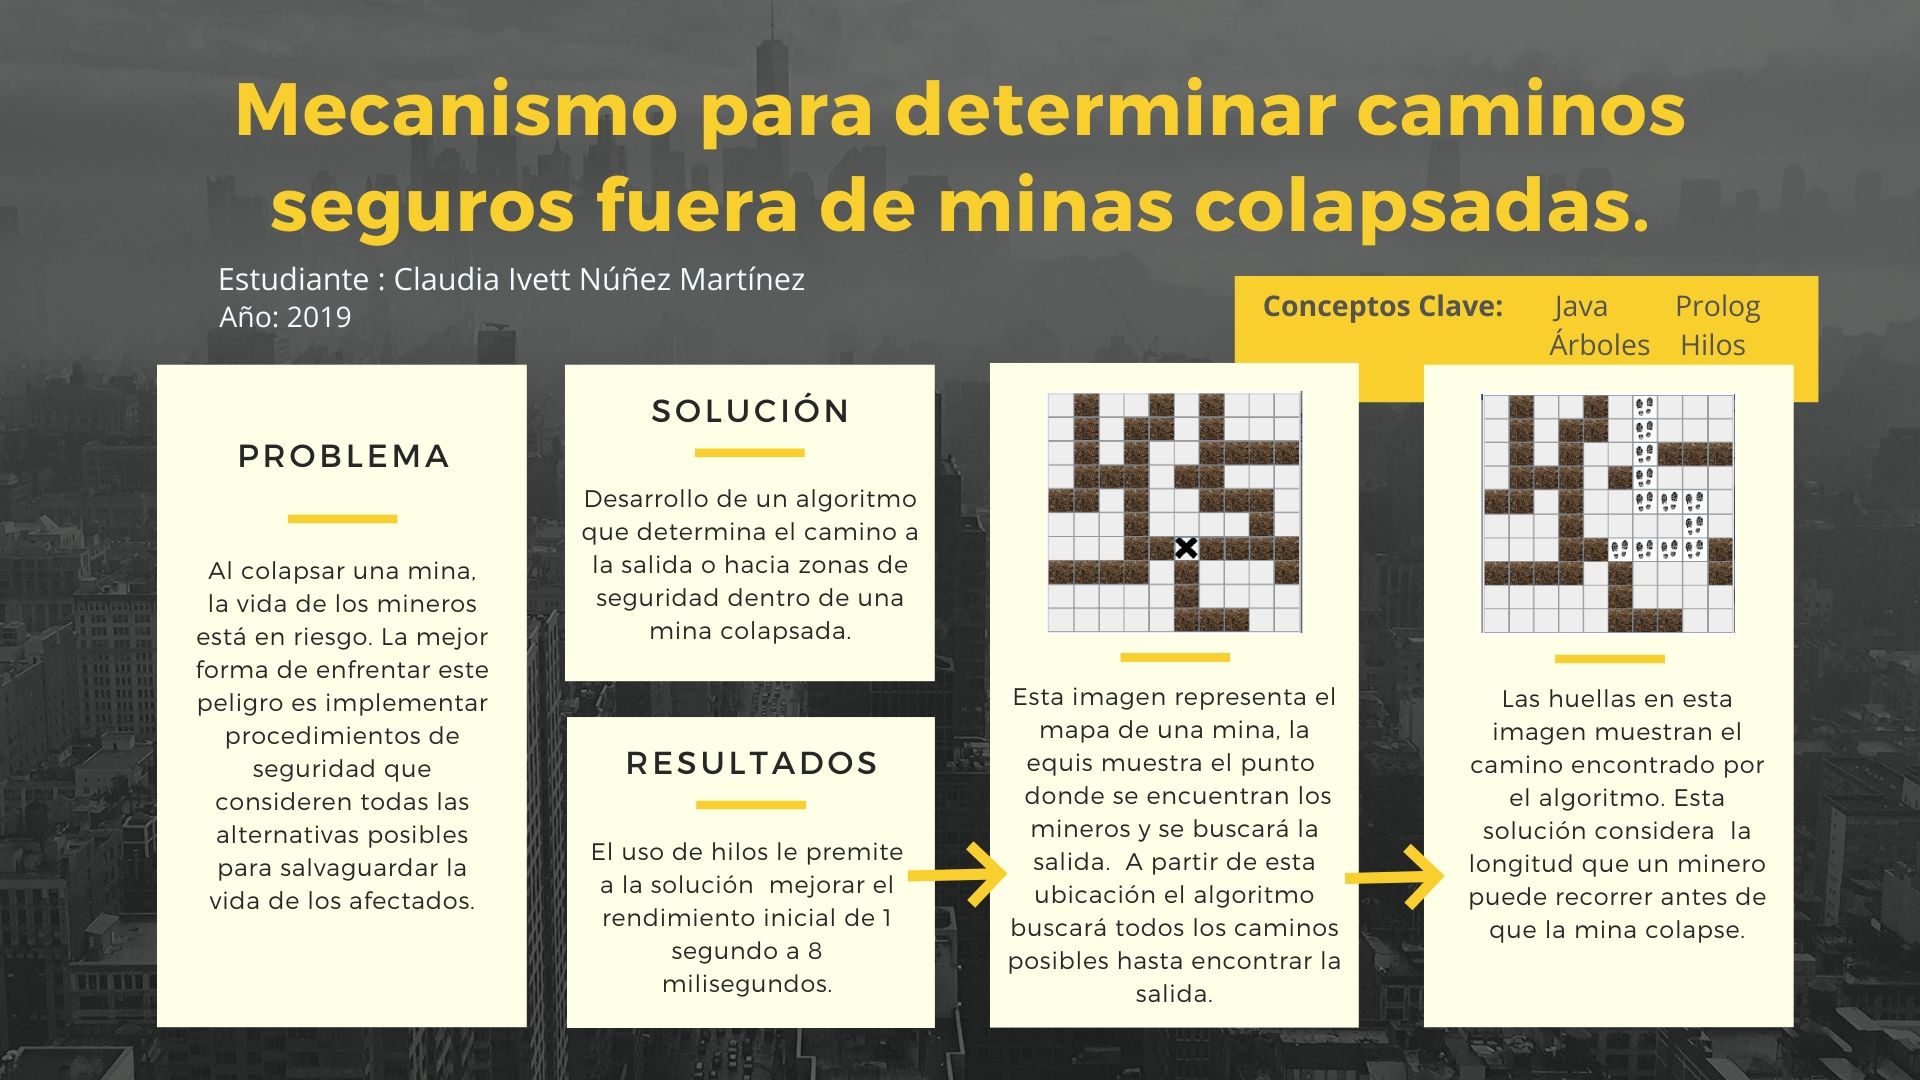 Mecanismo para determinar caminos
seguros fuera de minas colapsadas.
Estudiante : Claudia Ivett Núñez Martínez
Año: 2019
Conceptos Clave: Java Prolog
Árboles Hilos
PROBLEMA
Al colapsar una mina,
la vida de los mineros
está en riesgo. La mejor
forma de enfrentar este
peligro es implementar
procedimientos de
seguridad que
consideren todas las
alternativas posibles
para salvaguardar la
vida de los afectados.
SOLUCIÓN
Desarrollo de un algoritmo
que determina el camino a
la salida o hacia zonas de
seguridad dentro de una
mina colapsada.
RESULTADOS
El uso de hilos le premite
a la solución mejorar el
rendimiento inicial de 1
segundo a 8
milisegundos.
Esta imagen representa el
mapa de una mina, la
equis muestra el punto
donde se encuentran los
mineros y se buscará la
salida. A partir de esta
ubicación el algoritmo
buscará todos los caminos
posibles hasta encontrar la
salida.
Las huellas en esta
imagen muestran el
camino encontrado por
el algoritmo. Esta
solución considera la
longitud que un minero
puede recorrer antes de
que la mina colapse.